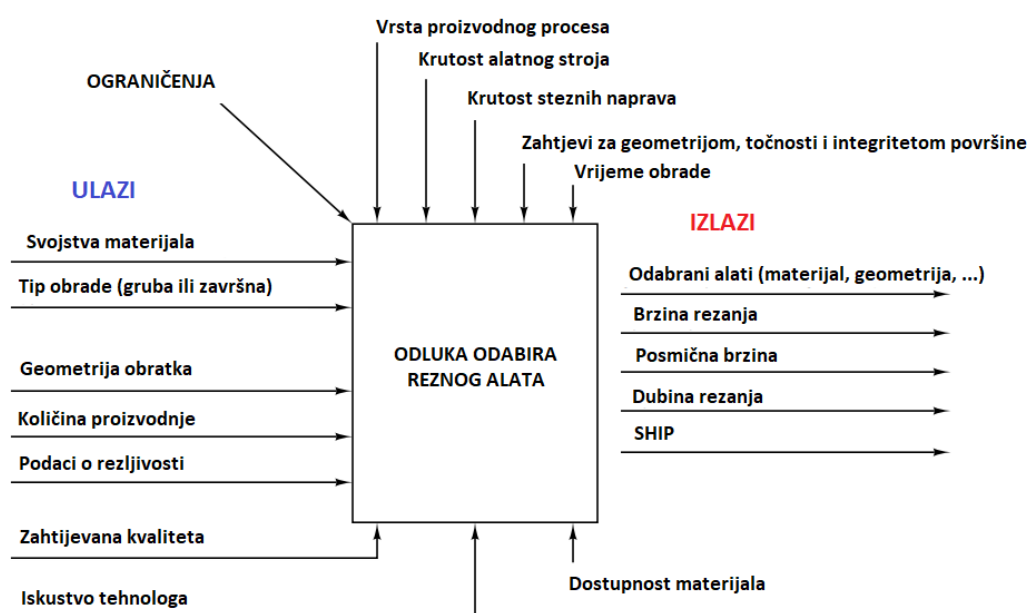 Vrsta proizvodnog procesa
Krutost alatnog stroja
OGRANIČENJA
Krutost steznih naprava
Zahtjevi za geometrijom, točnosti i integritetom površine
Vrijeme obrade
ULAZI
IZLAZI
Svojstva materijala
Tip obrade (gruba ili završna)
Geometrija obratka
Količina proizvodnje
Podaci o rezljivosti
Zahtijevana kvaliteta
Iskustvo tehnologa
ODLUKA ODABIRA
REZNOG ALATA
Odabrani alati (materijal, geometrija, ...)
Brzina rezanja
Posmična brzina
Dubina rezanja
SHIP
Dostupnost materijala